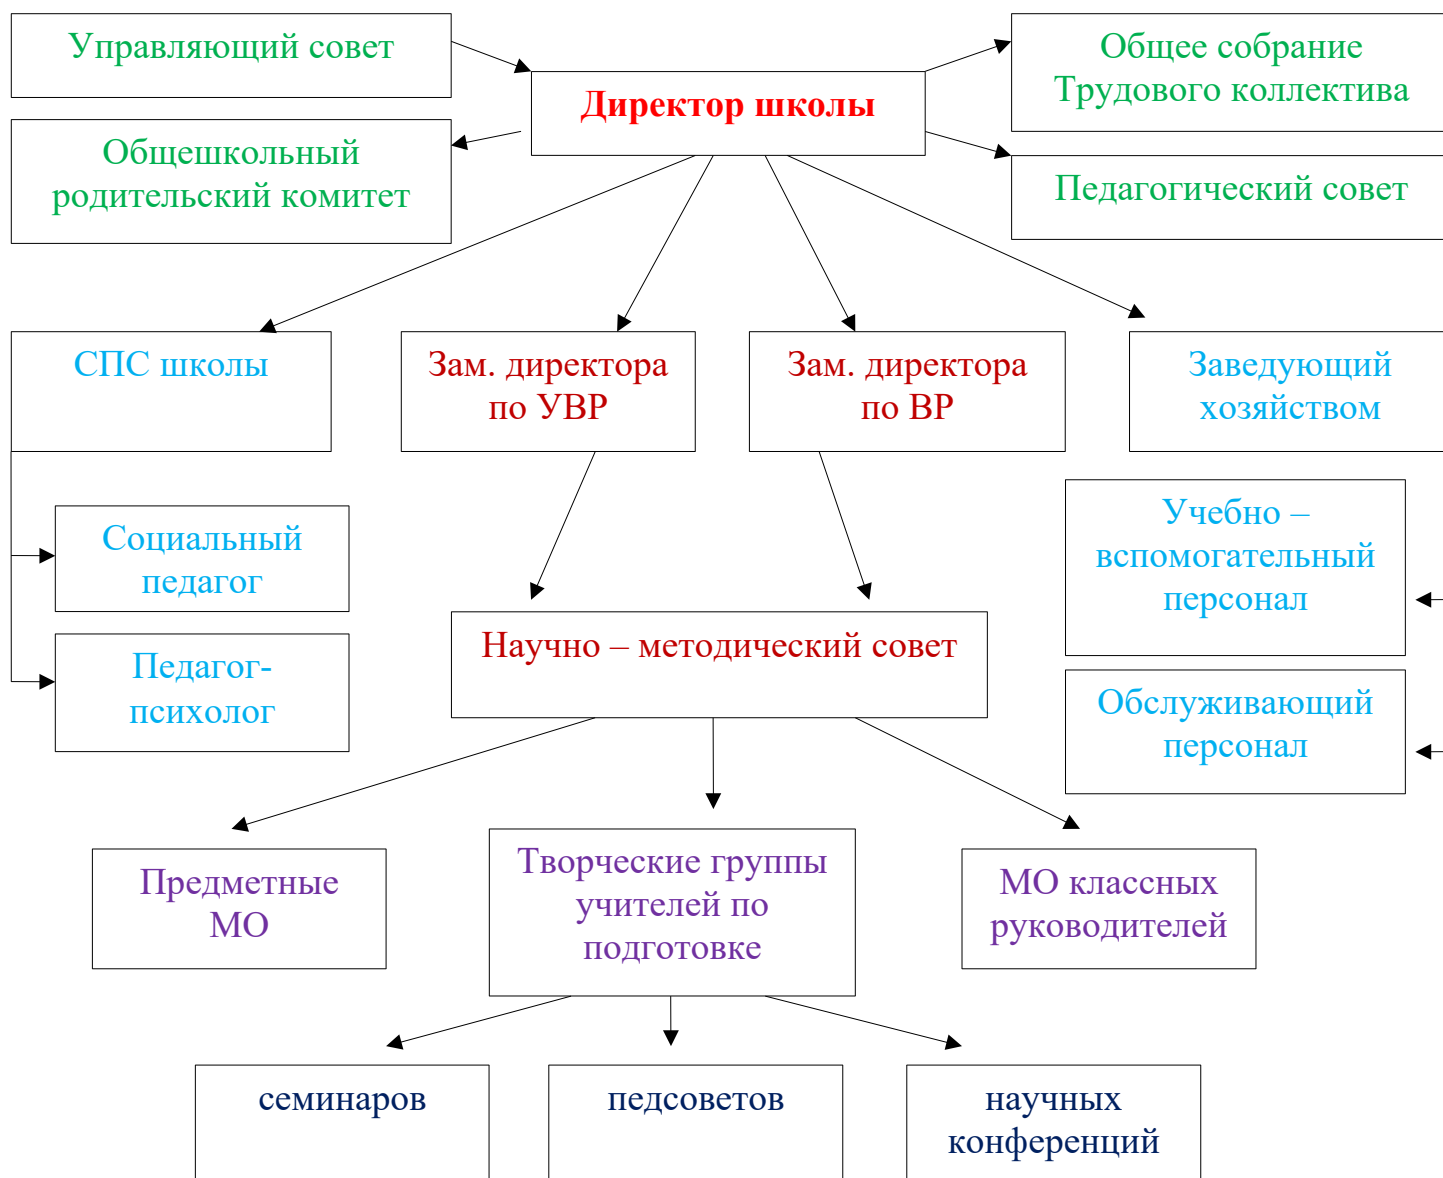 Управляющий совет
Директор школы
Общее собрание
Трудового коллектива
Общешкольный
родительский комитет
Педагогический совет
СПС школы
Зам. директора
по УВР
Зам. директора
по ВР
Заведующий
хозяйством
Социальный
педагог
Учебно –
вспомогательный
персонал
Научно – методический совет
Педагог-
психолог
Обслуживающий
персонал
Предметные
МО
Творческие группы
учителей по
подготовке
МО классных
руководителей
семинаров
педсоветов
научных
конференций